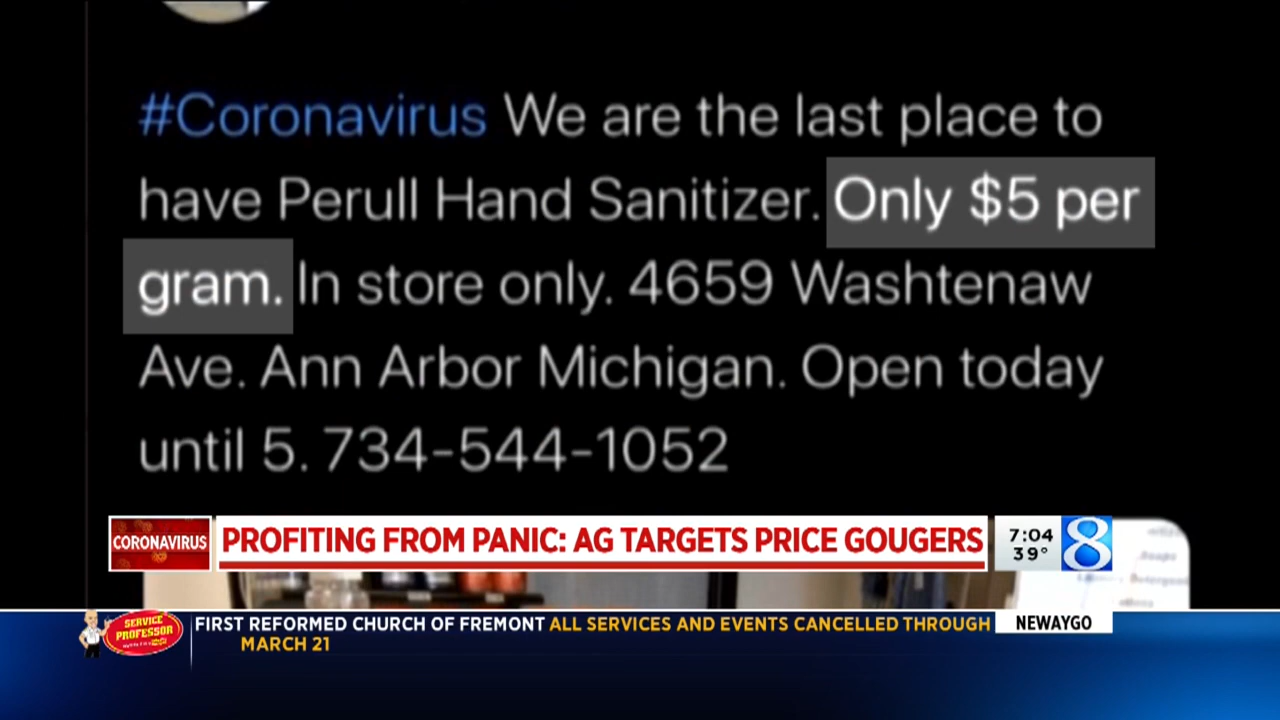 #Coronavirus We are the last place to
have Perull Hand Sanitizer. Only $5 per
gram. In store only. 4659 Washtenaw
Ave. Ann Arbor Michigan. Open today
until 5. 734-544-1052
CORONAVIRUS
PROFITING FROM PANIC: AG TARGETS PRICE GOUGERS
7:04
39°
8
SERVICE
PROFESSOR
FIRST REFORMED CHURCH OF FREMONT ALL SERVICES AND EVENTS CANCELLED THROUGH
MARCH 21
NEWAYGO